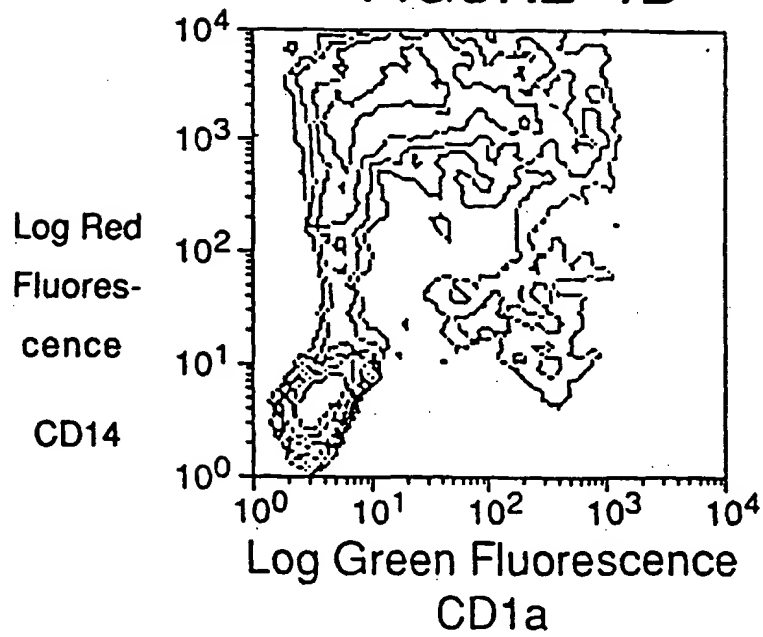 10⁴
10³
Log Red
10²
Fluores-
cence
10¹
CD14
10⁰
10⁰ 10¹ 10² 10³ 10⁴
Log Green Fluorescence
CD1a